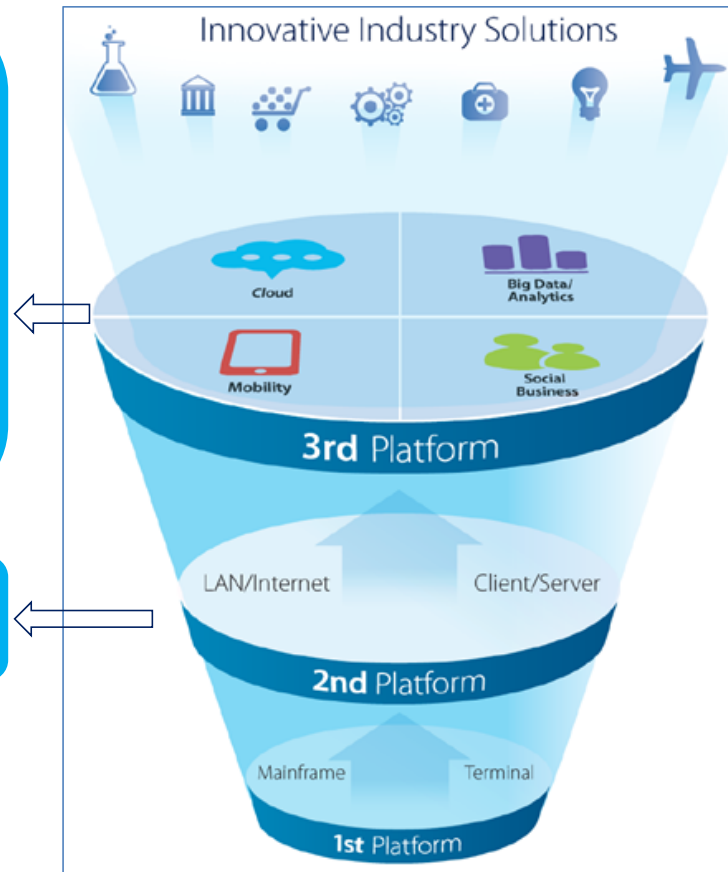 Innovative Industry Solutions
Cloud
Big Data/
Analytics
Mobility
Social
Business
3rd Platform
LAN/Internet
Client/Server
2nd Platform
Mainframe
Terminal
1st Platform